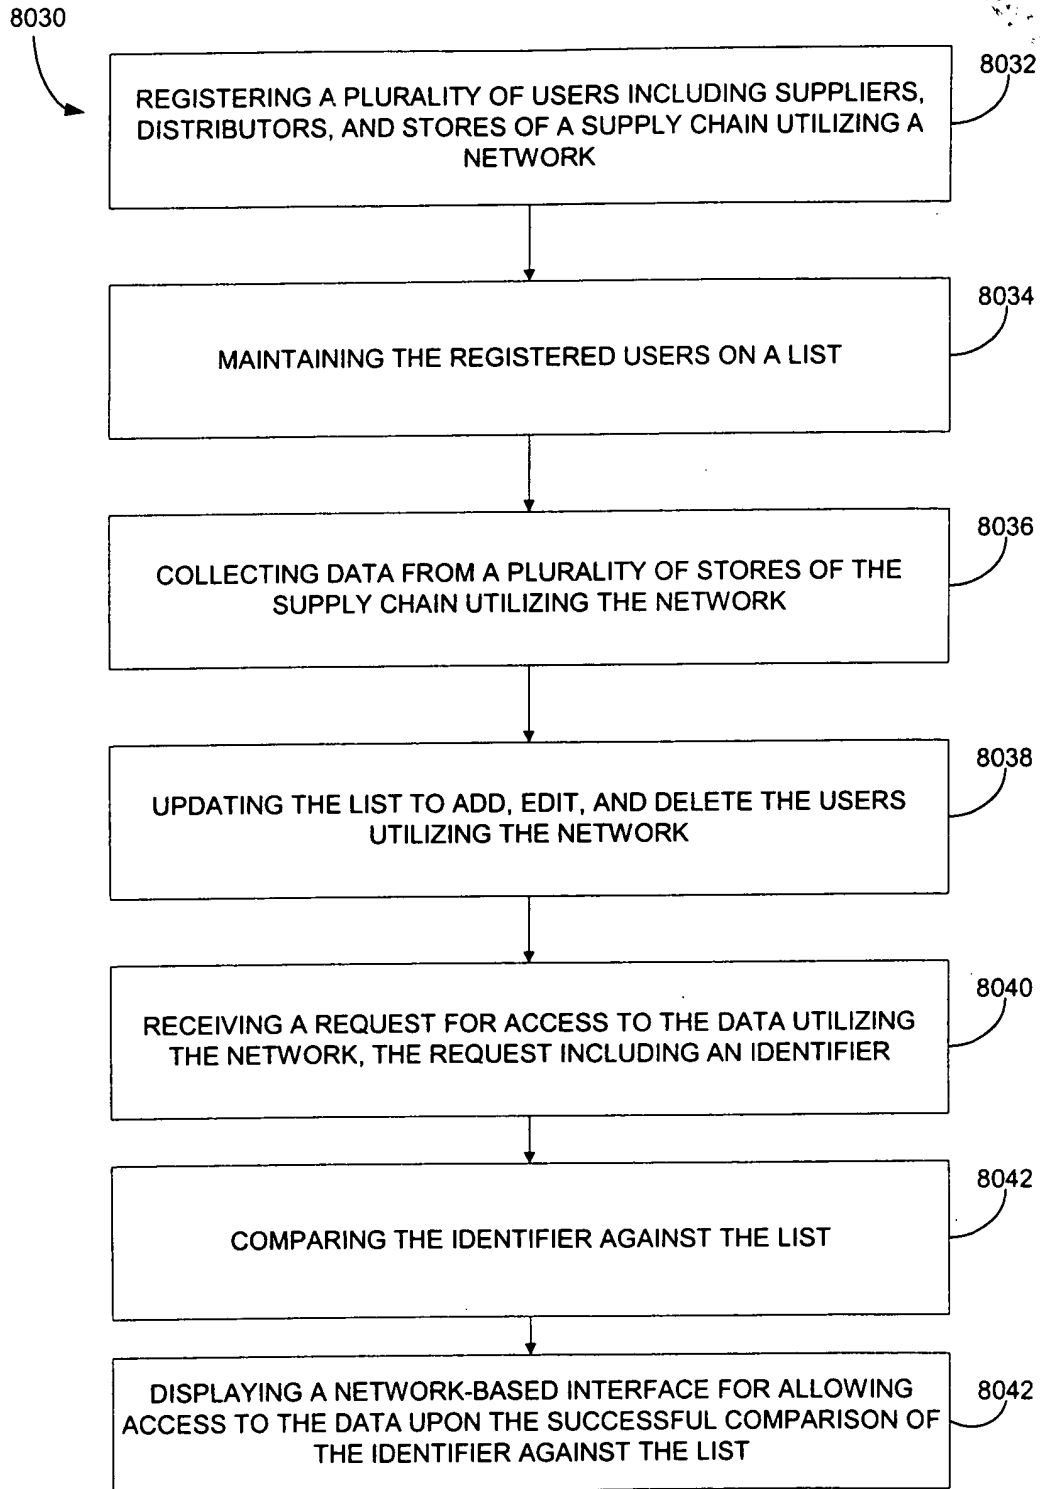 8030
8032
REGISTERING A PLURALITY OF USERS INCLUDING SUPPLIERS,
DISTRIBUTORS, AND STORES OF A SUPPLY CHAIN UTILIZING A
NETWORK
8034
MAINTAINING THE REGISTERED USERS ON A LIST
8036
COLLECTING DATA FROM A PLURALITY OF STORES OF THE
SUPPLY CHAIN UTILIZING THE NETWORK
8038
UPDATING THE LIST TO ADD, EDIT, AND DELETE THE USERS
UTILIZING THE NETWORK
8040
RECEIVING A REQUEST FOR ACCESS TO THE DATA UTILIZING
THE NETWORK, THE REQUEST INCLUDING AN IDENTIFIER
8042
COMPARING THE IDENTIFIER AGAINST THE LIST
8042
DISPLAYING A NETWORK-BASED INTERFACE FOR ALLOWING
ACCESS TO THE DATA UPON THE SUCCESSFUL COMPARISON OF
THE IDENTIFIER AGAINST THE LIST